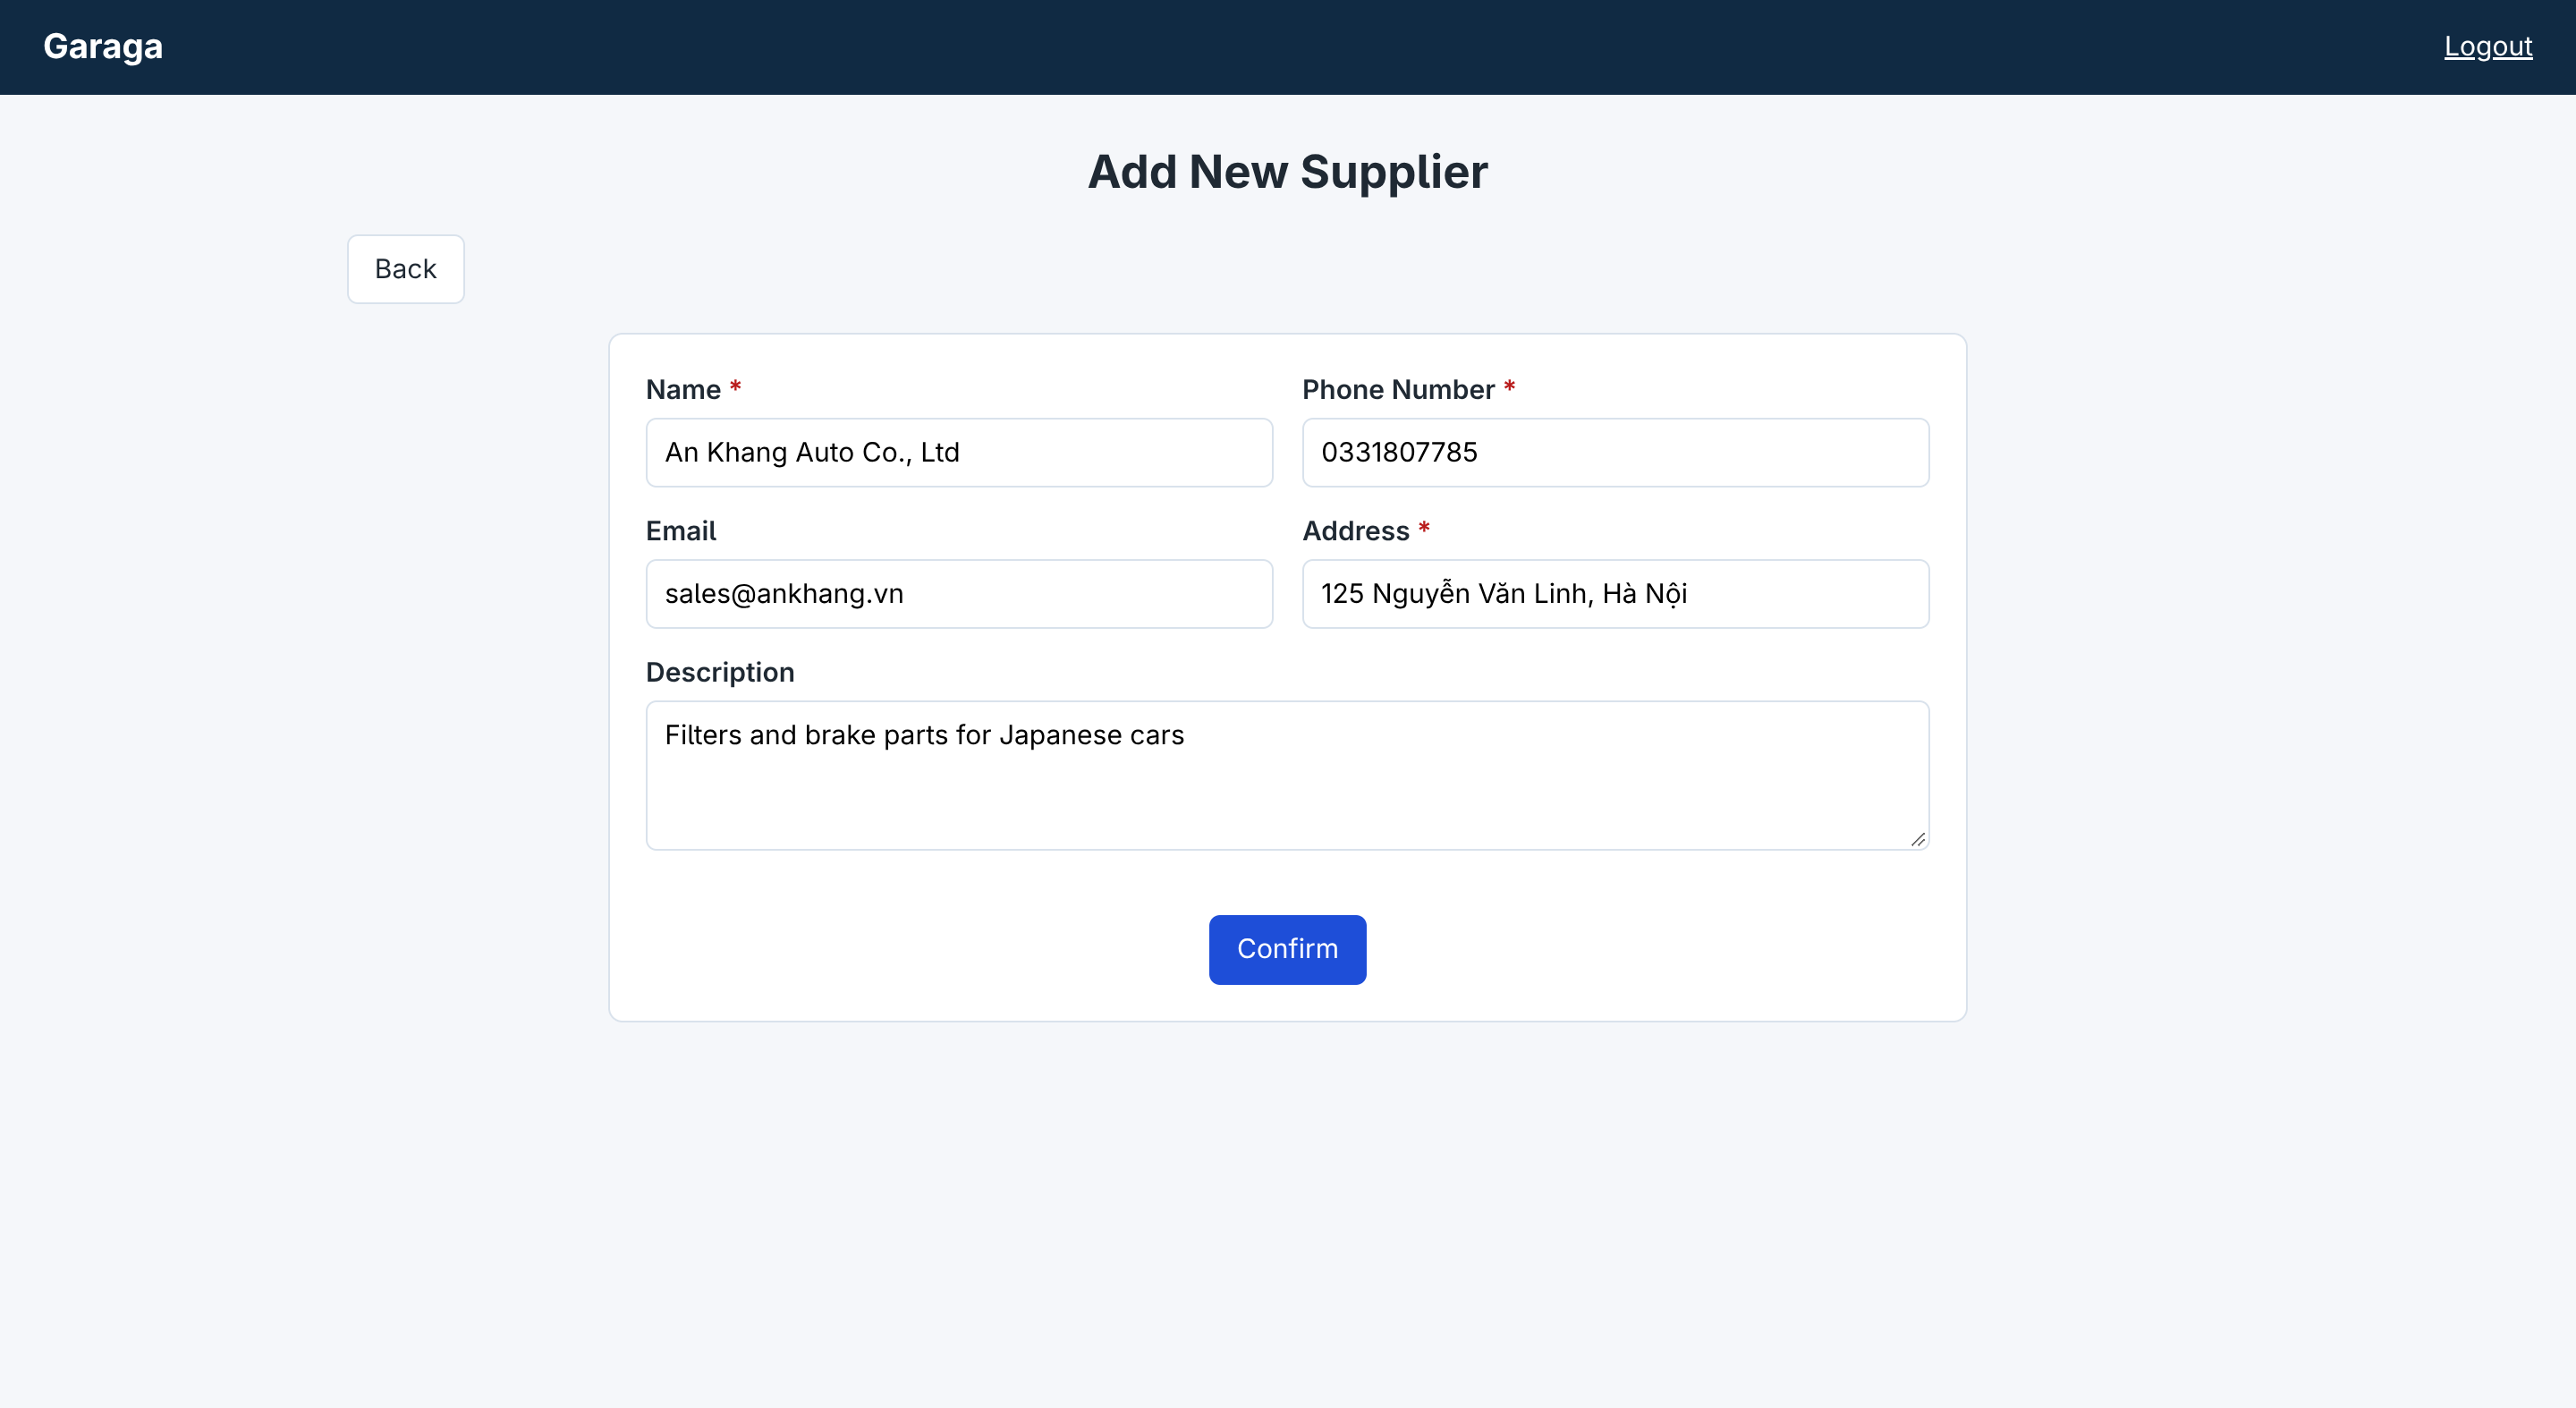 Garaga
Logout
Add New Supplier
Back
Name *
Phone Number *
An Khang Auto Co., Ltd
0331807785
Email
Address *
sales@ankhang.vn
125 Nguyễn Văn Linh, Hà Nội
Description
Filters and brake parts for Japanese cars
Confirm